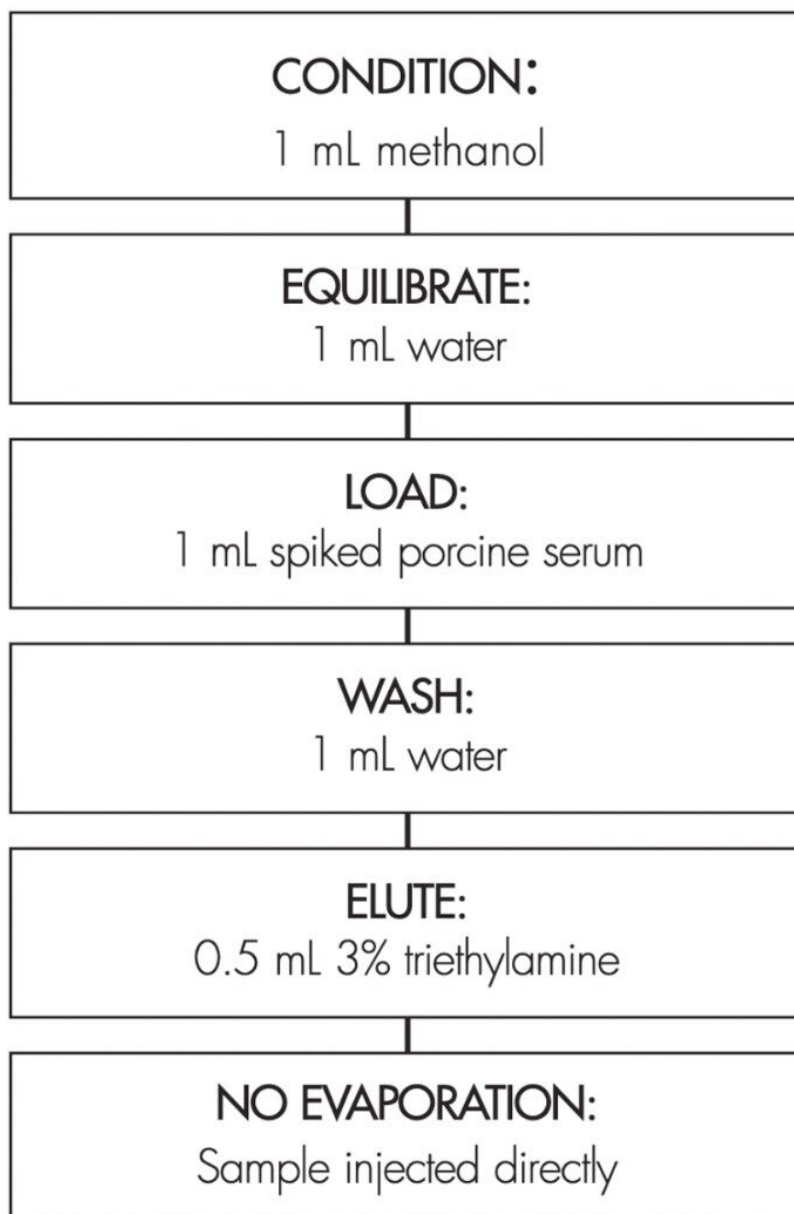 CONDITION:
1 mL methanol
EQUILIBRATE:
1 mL water
LOAD:
1 mL spiked porcine serum
WASH:
1 mL water
ELUTE:
0.5 mL 3% triethylamine
NO EVAPORATION:
Sample injected directly